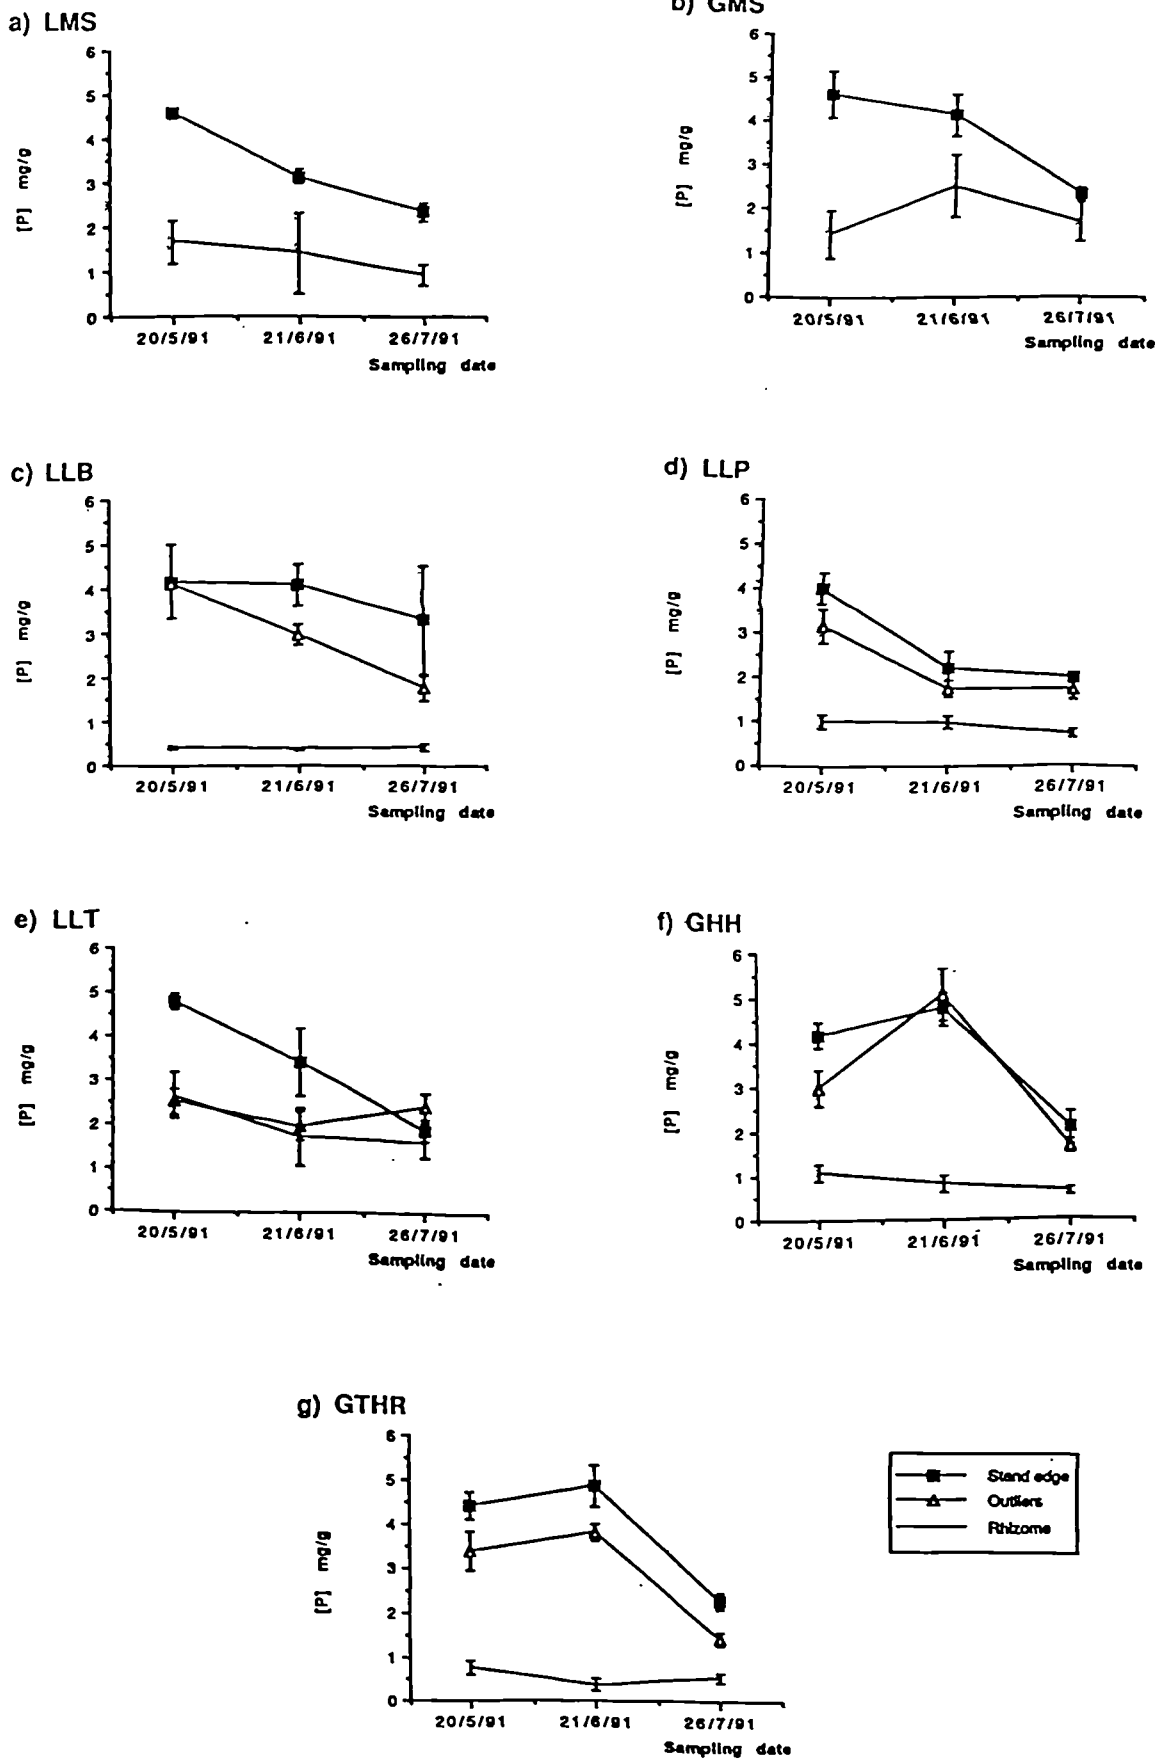 a) LMS
6
5
4
3
2
1
0
[P] mg/g
20/5/91 21/6/91 26/7/91
Sampling date
b) GMS
6
5
4
3
2
1
0
[P] mg/g
20/5/91 21/6/91 26/7/91
Sampling date
c) LLB
6
5
4
3
2
1
0
[P] mg/g
20/5/91 21/6/91 26/7/91
Sampling date
d) LLP
6
5
4
3
2
1
0
[P] mg/g
20/5/91 21/6/91 26/7/91
Sampling date
e) LLT
6
5
4
3
2
1
0
[P] mg/g
20/5/91 21/6/91 26/7/91
Sampling date
f) GHH
6
5
4
3
2
1
0
[P] mg/g
20/5/91 21/6/91 26/7/91
Sampling date
g) GTHR
6
5
4
3
2
1
0
[P] mg/g
20/5/91 21/6/91 26/7/91
Sampling date
Stand edge
Outliers
Rhizome